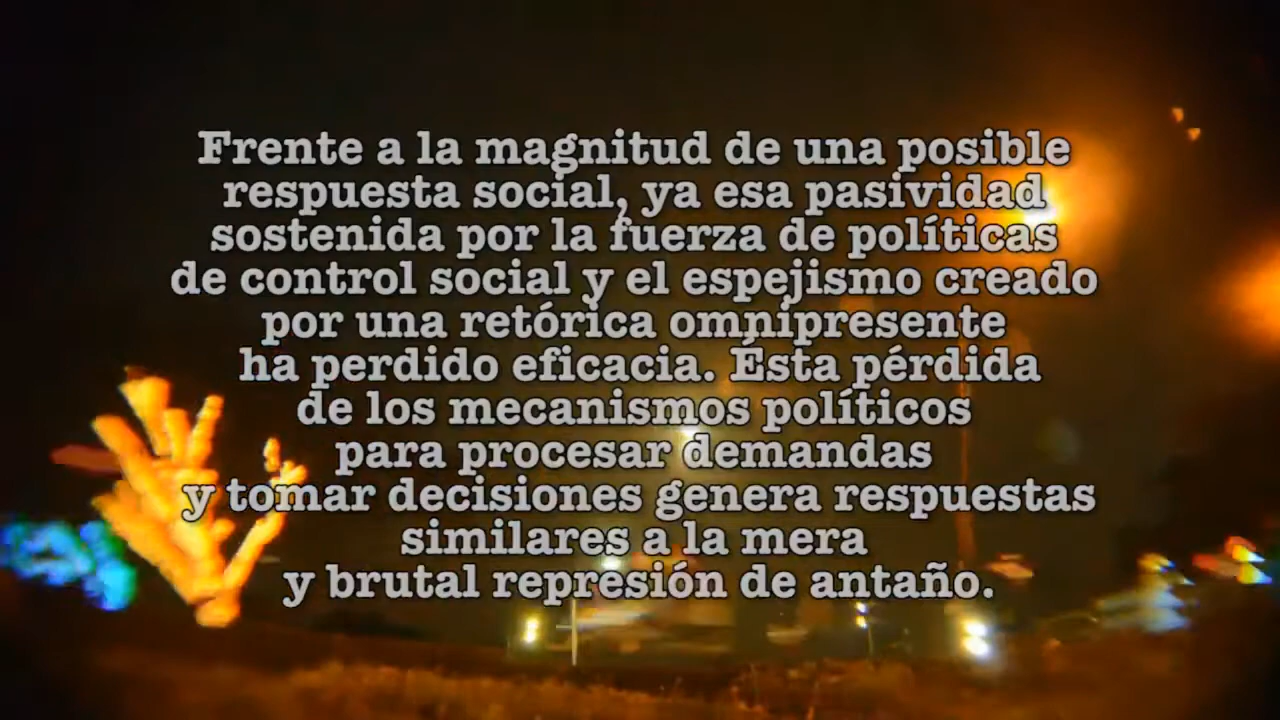 Frente a la magnitud de una posible
respuesta social, ya esa pasividad
sostenida por la fuerza de políticas
de control social y el espejismo creado
por una retórica omnipresente
ha perdido eficacia. Ésta pérdida
de los mecanismos políticos
para procesar demandas
y tomar decisiones genera respuestas
similares a la mera
y brutal represión de antaño.